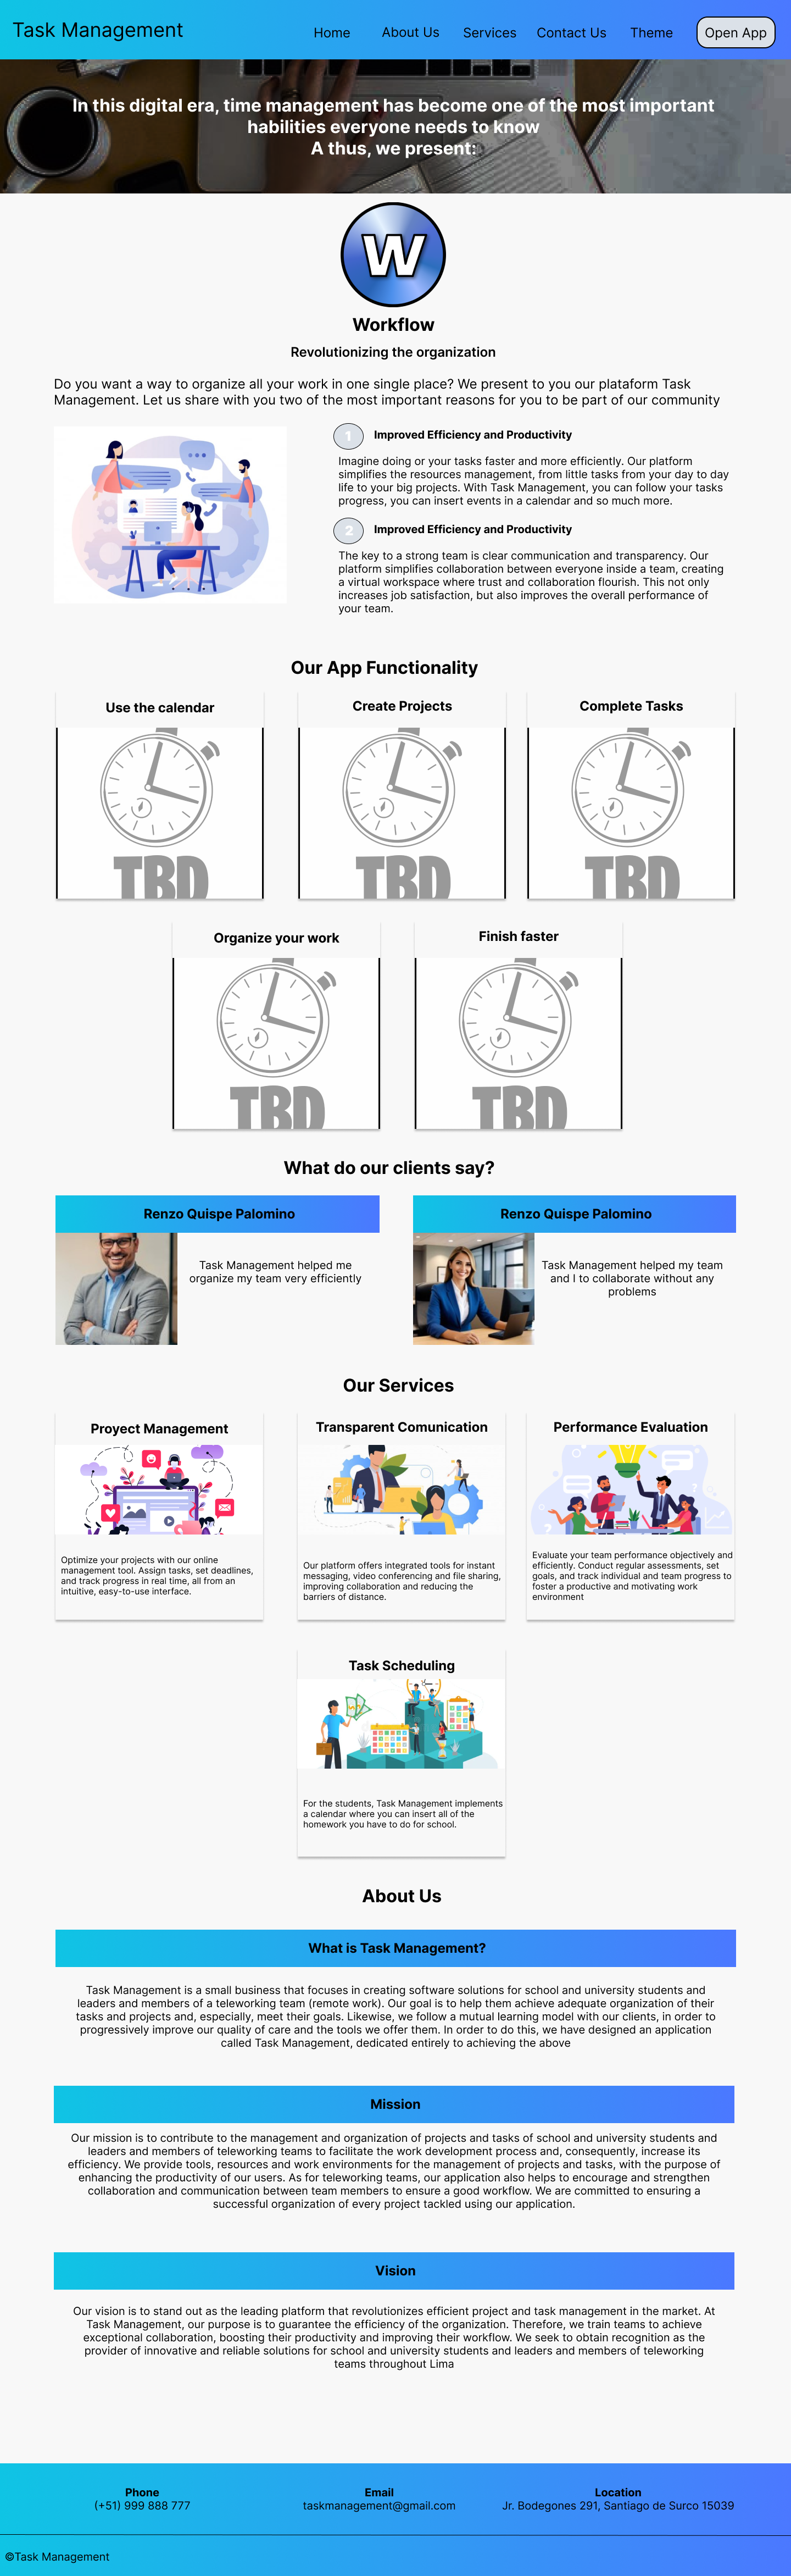 Task Management
Home
About Us
Services
Contact Us
Theme
Open App
In this digital era, time management has become one of the most important
habilities everyone needs to know
A thus, we present:
W
Workflow
Revolutionizing the organization
Do you want a way to organize all your work in one single place? We present to you our plataform Task
Management. Let us share with you two of the most important reasons for you to be part of our community
1
Improved Efficiency and Productivity
Imagine doing or your tasks faster and more efficiently. Our platform
simplifies the resources management, from little tasks from your day to day
life to your big projects. With Task Management, you can follow your tasks
progress, you can insert events in a calendar and so much more.
2
Improved Efficiency and Productivity
The key to a strong team is clear communication and transparency. Our
platform simplifies collaboration between everyone inside a team, creating
a virtual workspace where trust and collaboration flourish. This not only
increases job satisfaction, but also improves the overall performance of
your team.
Our App Functionality
Use the calendar
TBD
Create Projects
TBD
Complete Tasks
TBD
Organize your work
TBD
Finish faster
TBD
What do our clients say?
Renzo Quispe Palomino
Task Management helped me
organize my team very efficiently
Renzo Quispe Palomino
Task Management helped my team
and I to collaborate without any
problems
Our Services
Proyect Management
Optimize your projects with our online
management tool. Assign tasks, set deadlines,
and track progress in real time, all from an
intuitive, easy-to-use interface.
Transparent Comunication
Our platform offers integrated tools for instant
messaging, video conferencing and file sharing,
improving collaboration and reducing the
barriers of distance.
Performance Evaluation
Evaluate your team performance objectively and
efficiently. Conduct regular assessments, set
goals, and track individual and team progress to
foster a productive and motivating work
environment
Task Scheduling
For the students, Task Management implements
a calendar where you can insert all of the
homework you have to do for school.
About Us
What is Task Management?
Task Management is a small business that focuses in creating software solutions for school and university students and
leaders and members of a teleworking team (remote work). Our goal is to help them achieve adequate organization of their
tasks and projects and, especially, meet their goals. Likewise, we follow a mutual learning model with our clients, in order to
progressively improve our quality of care and the tools we offer them. In order to do this, we have designed an application
called Task Management, dedicated entirely to achieving the above
Mission
Our mission is to contribute to the management and organization of projects and tasks of school and university students and
leaders and members of teleworking teams to facilitate the work development process and, consequently, increase its
efficiency. We provide tools, resources and work environments for the management of projects and tasks, with the purpose of
enhancing the productivity of our users. As for teleworking teams, our application also helps to encourage and strengthen
collaboration and communication between team members to ensure a good workflow. We are committed to ensuring a
successful organization of every project tackled using our application.
Vision
Our vision is to stand out as the leading platform that revolutionizes efficient project and task management in the market. At
Task Management, our purpose is to guarantee the efficiency of the organization. Therefore, we train teams to achieve
exceptional collaboration, boosting their productivity and improving their workflow. We seek to obtain recognition as the
provider of innovative and reliable solutions for school and university students and leaders and members of teleworking
teams throughout Lima
Phone
(+51) 999 888 777
Email
taskmanagement@gmail.com
Location
Jr. Bodegones 291, Santiago de Surco 15039
©Task Management